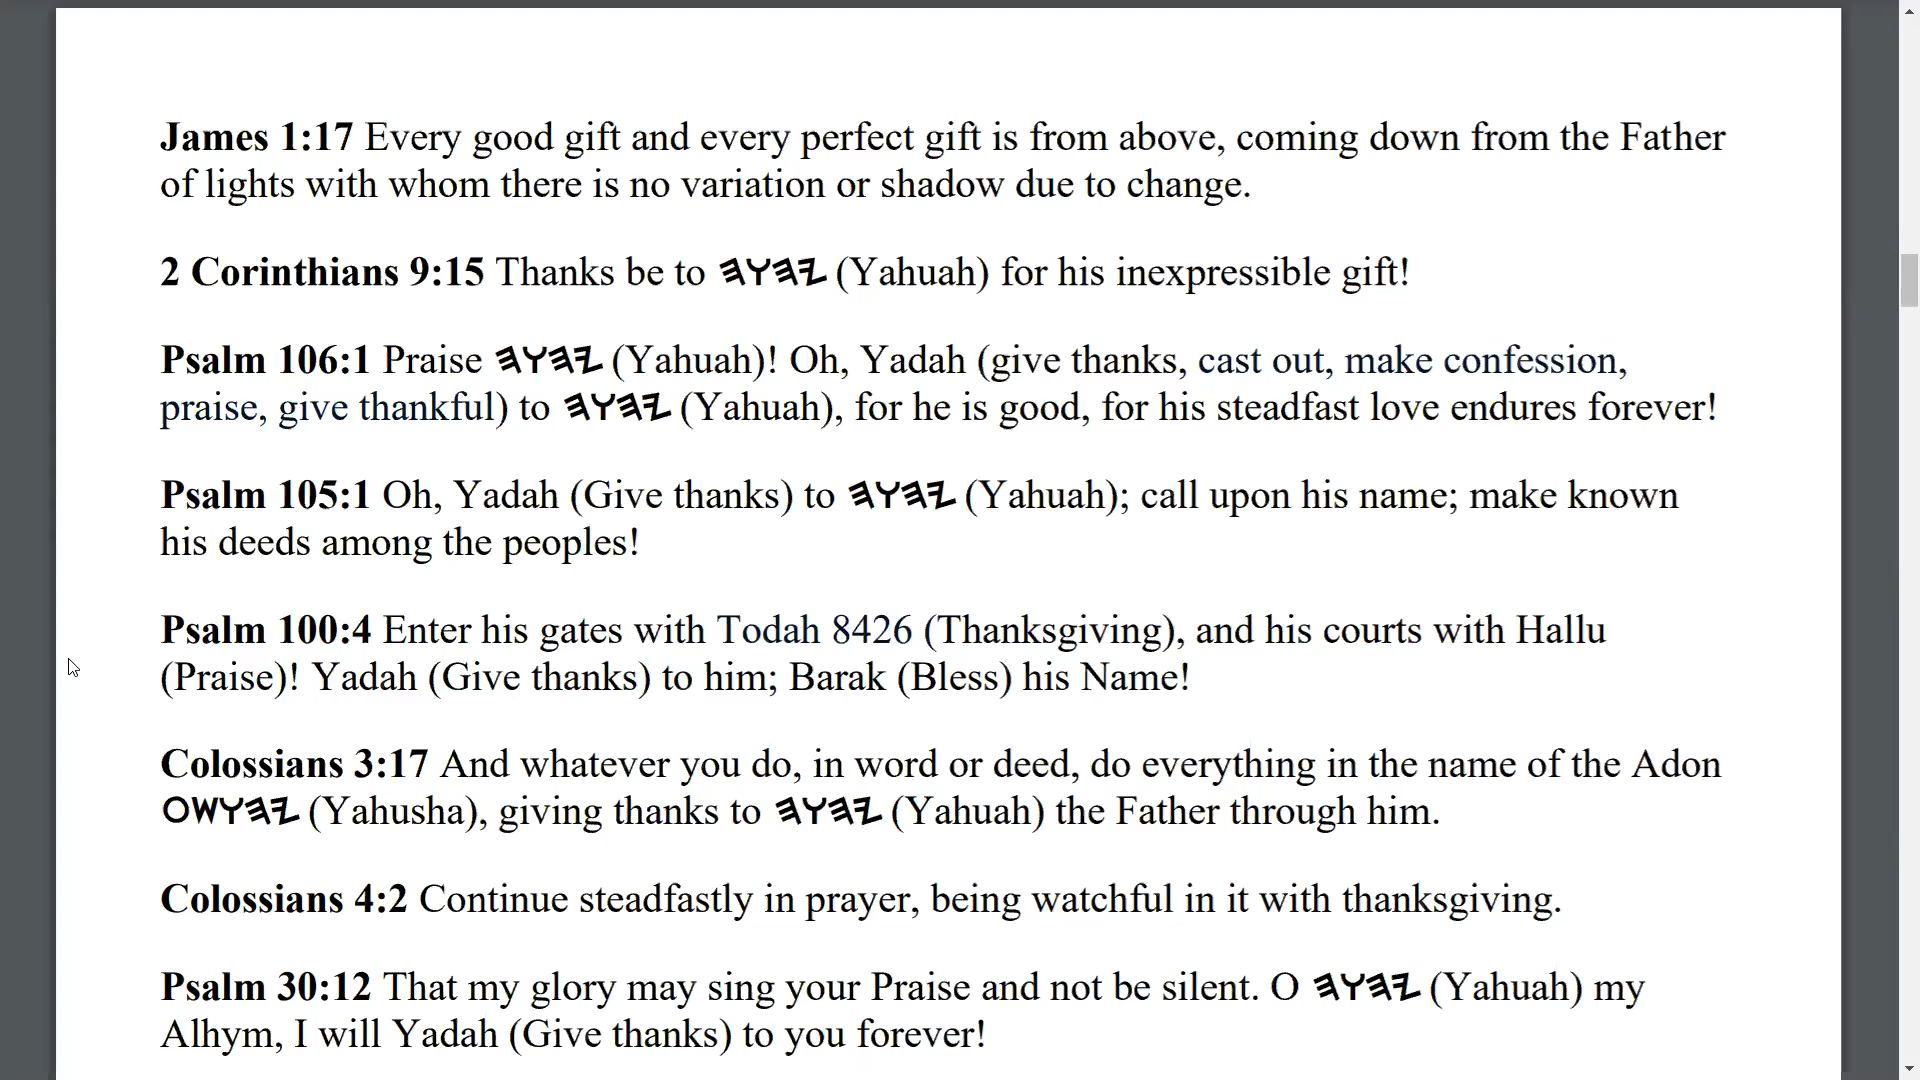 James 1:17 Every good gift and every perfect gift is from above, coming down from the Father
of lights with whom there is no variation or shadow due to change.
2 Corinthians 9:15 Thanks be to 𐤉𐤄𐤅𐤄 (Yahuah) for his inexpressible gift!
Psalm 106:1 Praise 𐤉𐤄𐤅𐤄 (Yahuah)! Oh, Yadah (give thanks, cast out, make confession,
praise, give thankful) to 𐤉𐤄𐤅𐤄 (Yahuah), for he is good, for his steadfast love endures forever!
Psalm 105:1 Oh, Yadah (Give thanks) to 𐤉𐤄𐤅𐤄 (Yahuah); call upon his name; make known
his deeds among the peoples!
Psalm 100:4 Enter his gates with Todah 8426 (Thanksgiving), and his courts with Hallu
(Praise)! Yadah (Give thanks) to him; Barak (Bless) his Name!
Colossians 3:17 And whatever you do, in word or deed, do everything in the name of the Adon
𐤉𐤄𐤅𐤔𐤏 (Yahusha), giving thanks to 𐤉𐤄𐤅𐤄 (Yahuah) the Father through him.
Colossians 4:2 Continue steadfastly in prayer, being watchful in it with thanksgiving.
Psalm 30:12 That my glory may sing your Praise and not be silent. O 𐤉𐤄𐤅𐤄 (Yahuah) my
Alhym, I will Yadah (Give thanks) to you forever!